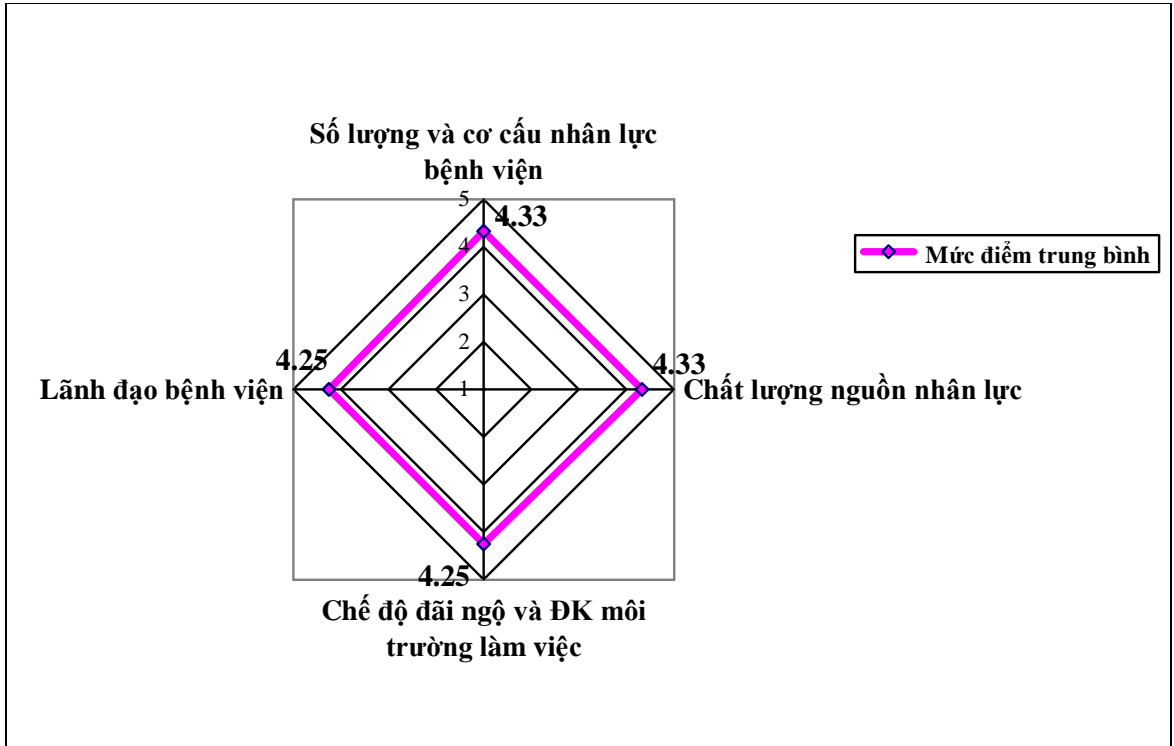 Số lượng và cơ cấu nhân lực
bệnh viện
5
4.33
4
3
2
1
4.25
Lãnh đạo bệnh viện
4.33
Chất lượng nguồn nhân lực
4.25
Chế độ đãi ngộ và ĐK môi
trường làm việc
Mức điểm trung bình